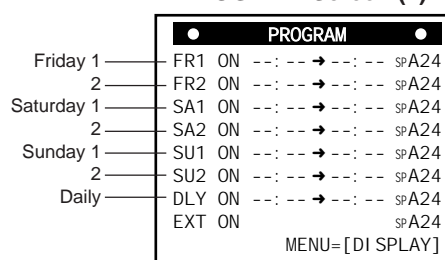 ● PROGRAM ●
Friday 1 FR1 ON --: -- ➜ --: -- SPA24
2 FR2 ON --: -- ➜ --: -- SPA24
Saturday 1 SA1 ON --: -- ➜ --: -- SPA24
2 SA2 ON --: -- ➜ --: -- SPA24
Sunday 1 SU1 ON --: -- ➜ --: -- SPA24
2 SU2 ON --: -- ➜ --: -- SPA24
Daily DLY ON --: -- ➜ --: -- SPA24
EXT ON SPA24
MENU=[DISPLAY]